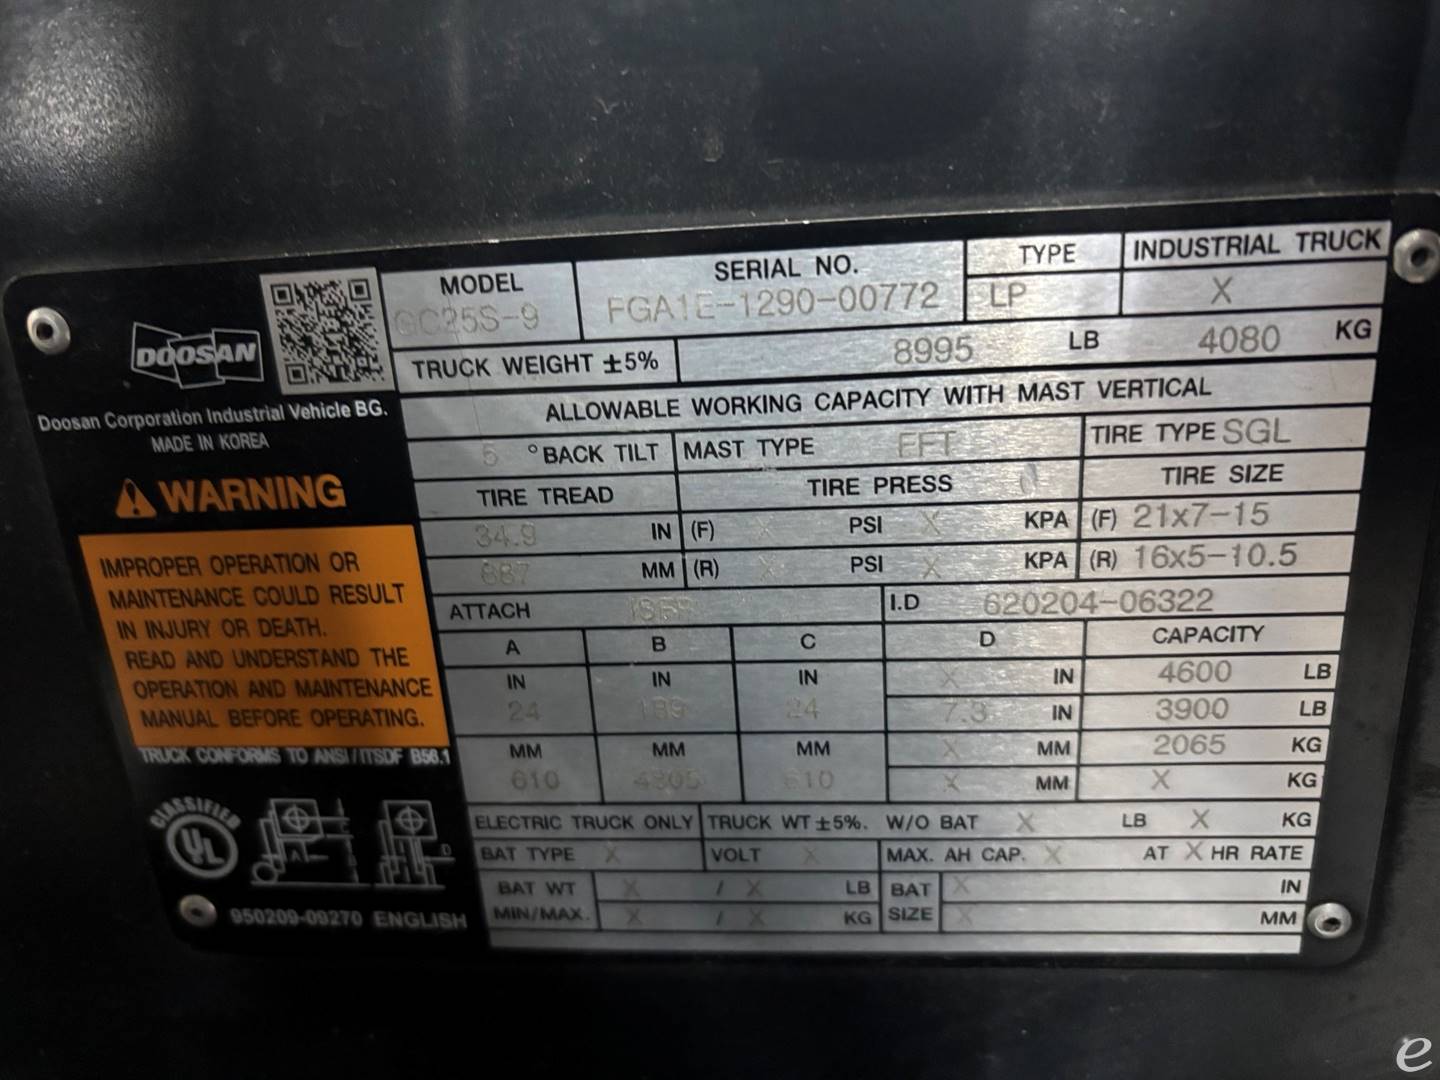 MODEL SERIAL NO. TYPE INDUSTRIAL TRUCK
GC25S-9 FGA1E-1290-00772 LP X
DOOSAN
TRUCK WEIGHT ±5% 8995 LB 4080 KG
Doosan Corporation Industrial Vehicle BG.
MADE IN KOREA
ALLOWABLE WORKING CAPACITY WITH MAST VERTICAL
5 °BACK TILT MAST TYPE FFT TIRE TYPE SGL
WARNING
TIRE TREAD TIRE PRESS TIRE SIZE
34.9 IN (F) X PSI X KPA (F) 21x7-15
887 MM (R) X PSI X KPA (R) 16x5-10.5
IMPROPER OPERATION OR
MAINTENANCE COULD RESULT
IN INJURY OR DEATH.
READ AND UNDERSTAND THE
OPERATION AND MAINTENANCE
MANUAL BEFORE OPERATING.
ATTACH I.D 620204-06322
A B C D CAPACITY
IN IN IN X IN 4600 LB
24 189 24 7.3 IN 3900 LB
MM MM MM X MM 2065 KG
610 4805 610 X MM X KG
TRUCK CONFORMS TO ANSI/ITSDF B56.1
CLASSIFIED
UL
A
D
ELECTRIC TRUCK ONLY TRUCK WT ±5%. W/O BAT X LB X KG
BAT TYPE X VOLT X MAX. AH CAP. X AT X HR RATE
BAT WT X / X LB BAT X IN
MIN/MAX. X / X KG SIZE X MM
950209-09270 ENGLISH
e